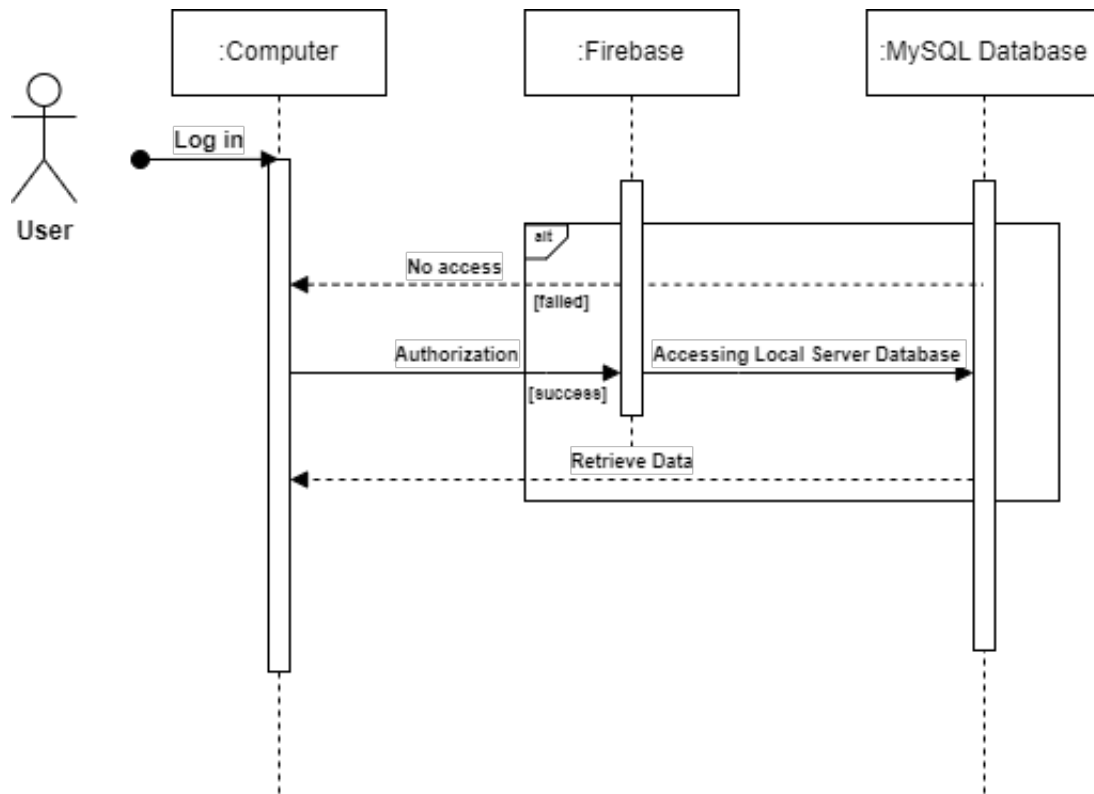 :Computer
:Firebase
:MySQL Database
Log in
User
alt
No access
[failed]
Authorization
Accessing Local Server Database
[success]
Retrieve Data